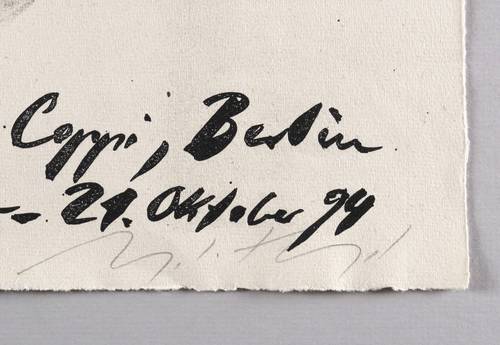 Coppi, Berlin
-- 21. Oktober 94